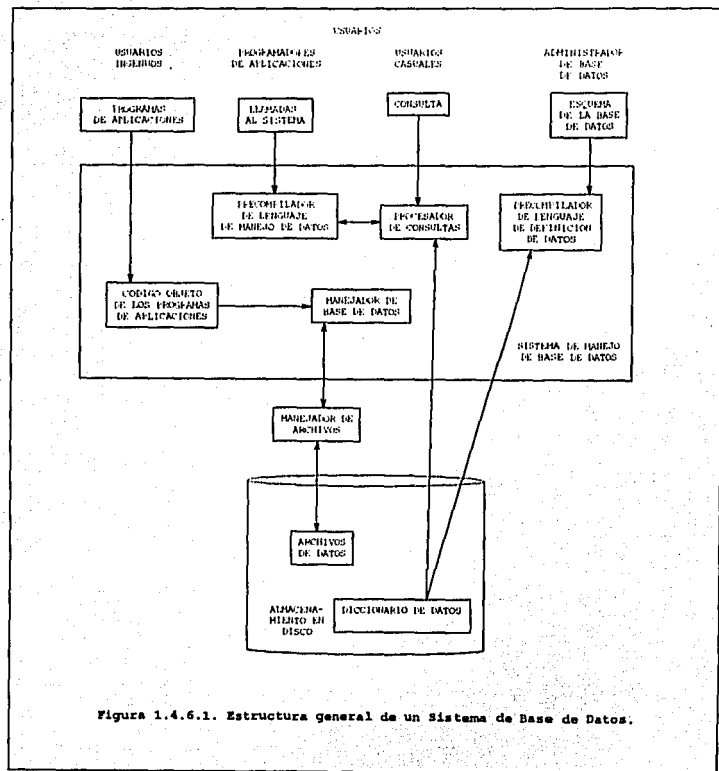 USUARIOS
USUARIOS
INGENUOS
PROGRAMADORES
DE APLICACIONES
USUARIOS
CASUALES
ADMINISTRADOR
DE BASE
DE DATOS
PROGRAMAS
DE APLICACIONES
LLAMADAS
AL SISTEMA
CONSULTA
ESQUEMA
DE LA BASE
DE DATOS
PRECOMPILADOR
DE LENGUAJE
DE MANEJO DE DATOS
PROCESADOR
DE CONSULTAS
PRECOMPILADOR
DE LENGUAJE
DE DEFINICION
DE DATOS
CODIGO OBJETO
DE LOS PROGRAMAS
DE APLICACIONES
MANEJADOR DE
BASE DE DATOS
SISTEMA DE MANEJO
DE BASE DE DATOS
MANEJADOR DE
ARCHIVOS
ARCHIVOS
DE DATOS
ALMACENA-
MIENTO EN
DISCO
DICCIONARIO DE DATOS
Figura 1.4.6.1. Estructura general de un Sistema de Base de Datos.